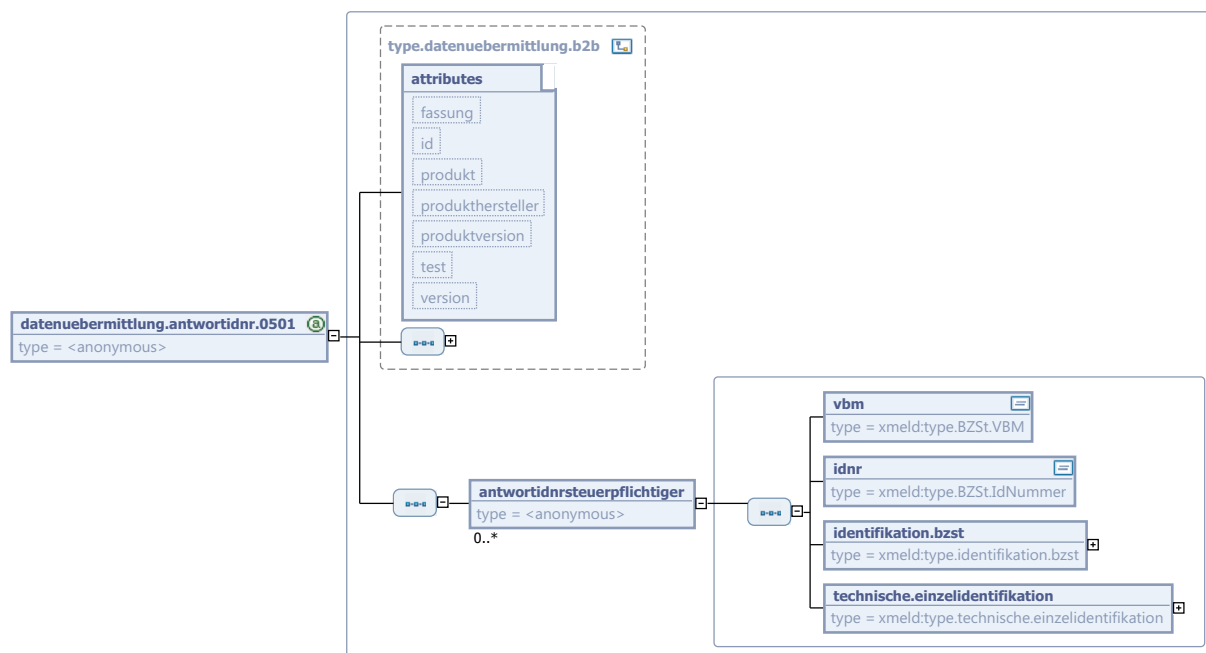 type.datenuebermittlung.b2b
attributes
fassung
id
produkt
produkthersteller
produktversion
test
version
datenuebermittlung.antwortidnr.0501 a
type = <anonymous>
antwortidnrsteuerpflichtiger
type = <anonymous>
0..*
vbm
type = xmeld:type.BZSt.VBM
idnr
type = xmeld:type.BZSt.IdNummer
identifikation.bzst
type = xmeld:type.identifikation.bzst
technische.einzelidentifikation
type = xmeld:type.technische.einzelidentifikation